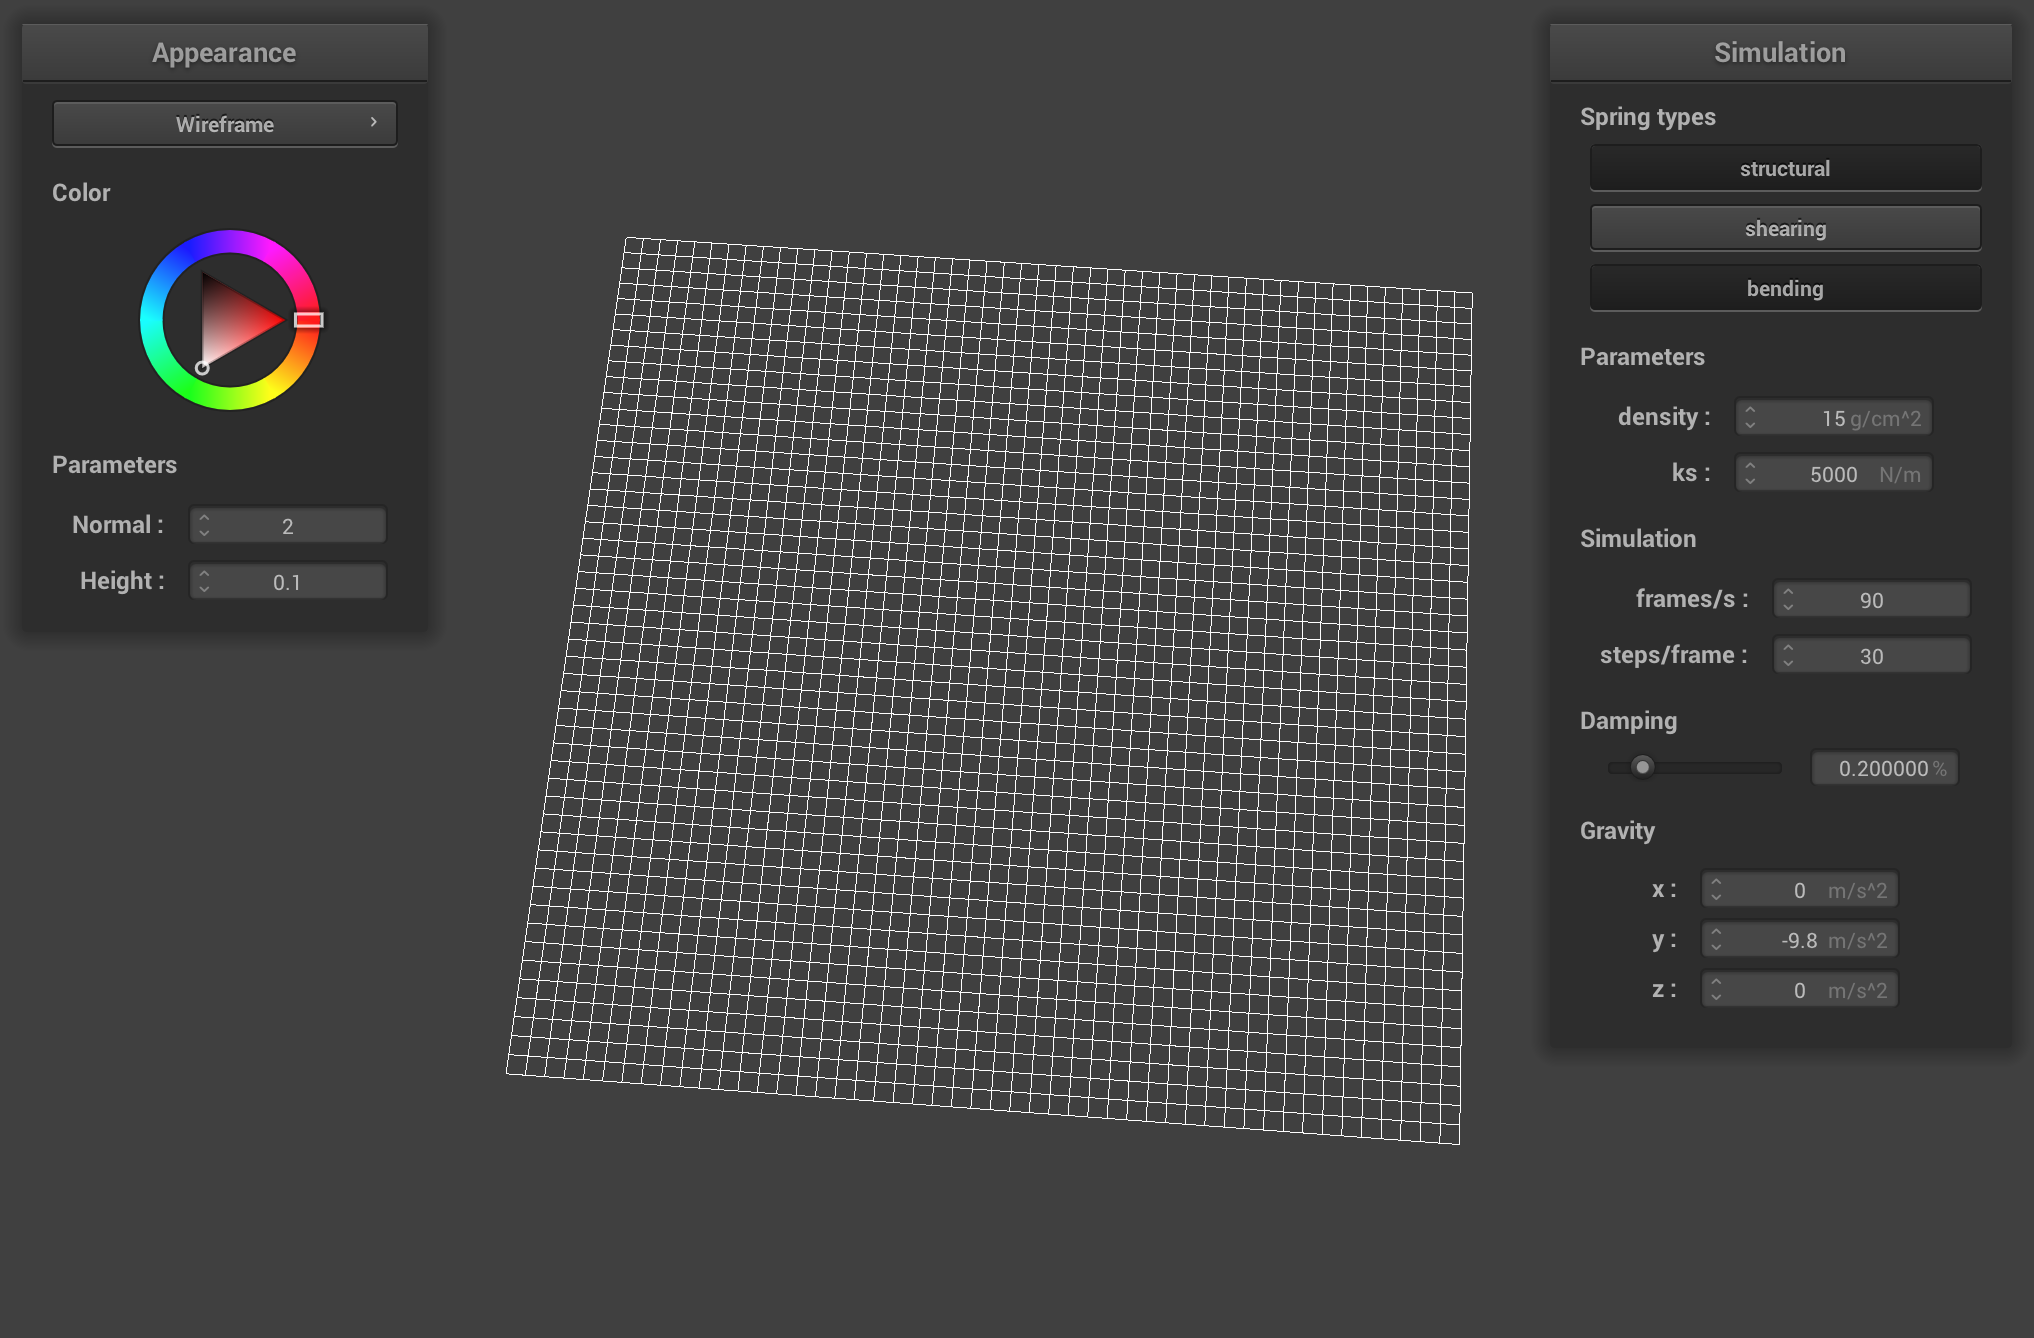 Appearance
Wireframe
Color
Parameters
Normal : 2
Height : 0.1
Simulation
Spring types
structural
shearing
bending
Parameters
density : 15 g/cm^2
ks : 5000 N/m
Simulation
frames/s : 90
steps/frame : 30
Damping
0.200000 %
Gravity
x : 0 m/s^2
y : -9.8 m/s^2
z : 0 m/s^2